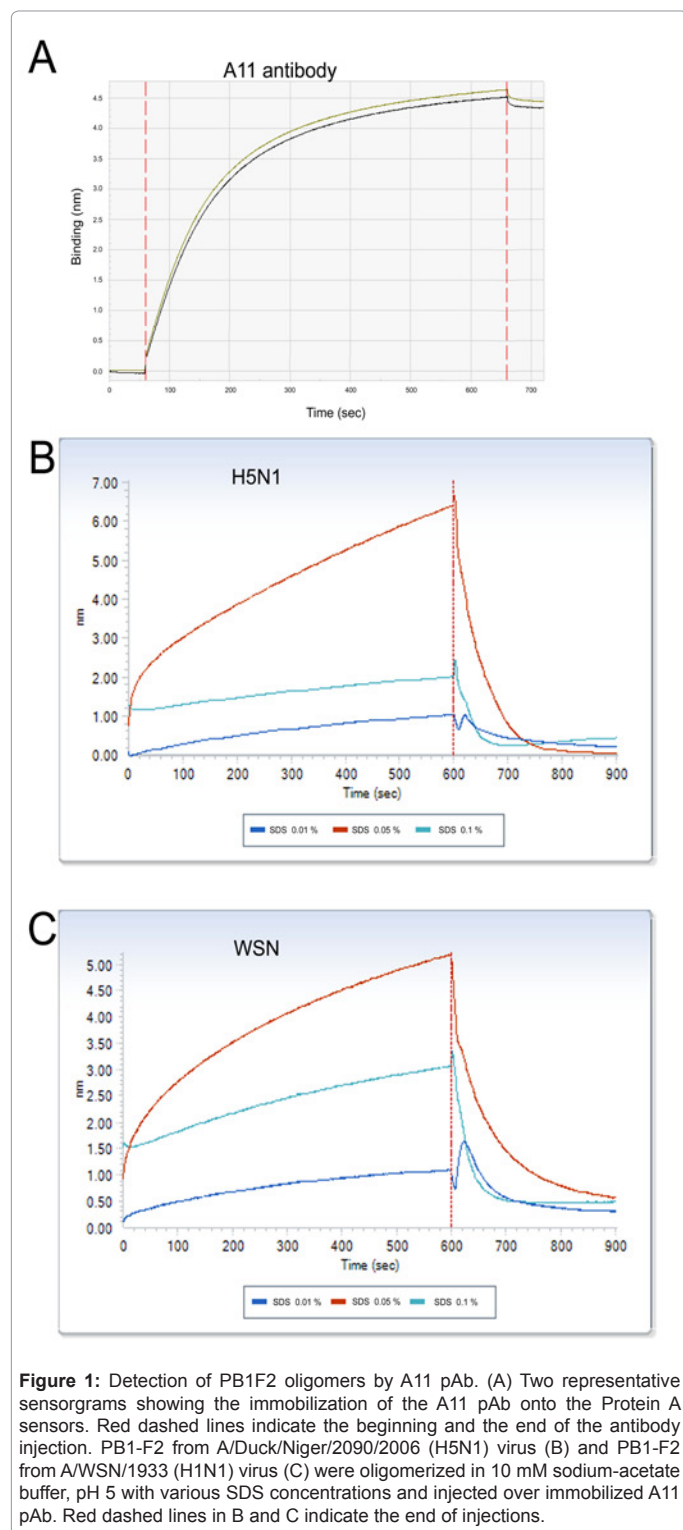 A
A11 antibody
4.5
4.0
3.5
3.0
2.5
2.0
1.5
1.0
0.5
0.0
Binding (nm)
0 100 200 300 400 500 600 700
Time (sec)
B
H5N1
7.00
6.00
5.00
4.00
3.00
2.00
1.00
0.00
nm
0 100 200 300 400 500 600 700 800 900
Time (sec)
SDS 0.01 % SDS 0.05 % SDS 0.1 %
C
WSN
5.00
4.50
4.00
3.50
3.00
2.50
2.00
1.50
1.00
0.50
0.00
nm
0 100 200 300 400 500 600 700 800 900
Time (sec)
SDS 0.01 % SDS 0.05 % SDS 0.1 %
Figure 1: Detection of PB1F2 oligomers by A11 pAb. (A) Two representative
sensorgrams showing the immobilization of the A11 pAb onto the Protein A
sensors. Red dashed lines indicate the beginning and the end of the antibody
injection. PB1-F2 from A/Duck/Niger/2090/2006 (H5N1) virus (B) and PB1-F2
from A/WSN/1933 (H1N1) virus (C) were oligomerized in 10 mM sodium-acetate
buffer, pH 5 with various SDS concentrations and injected over immobilized A11
pAb. Red dashed lines in B and C indicate the end of injections.